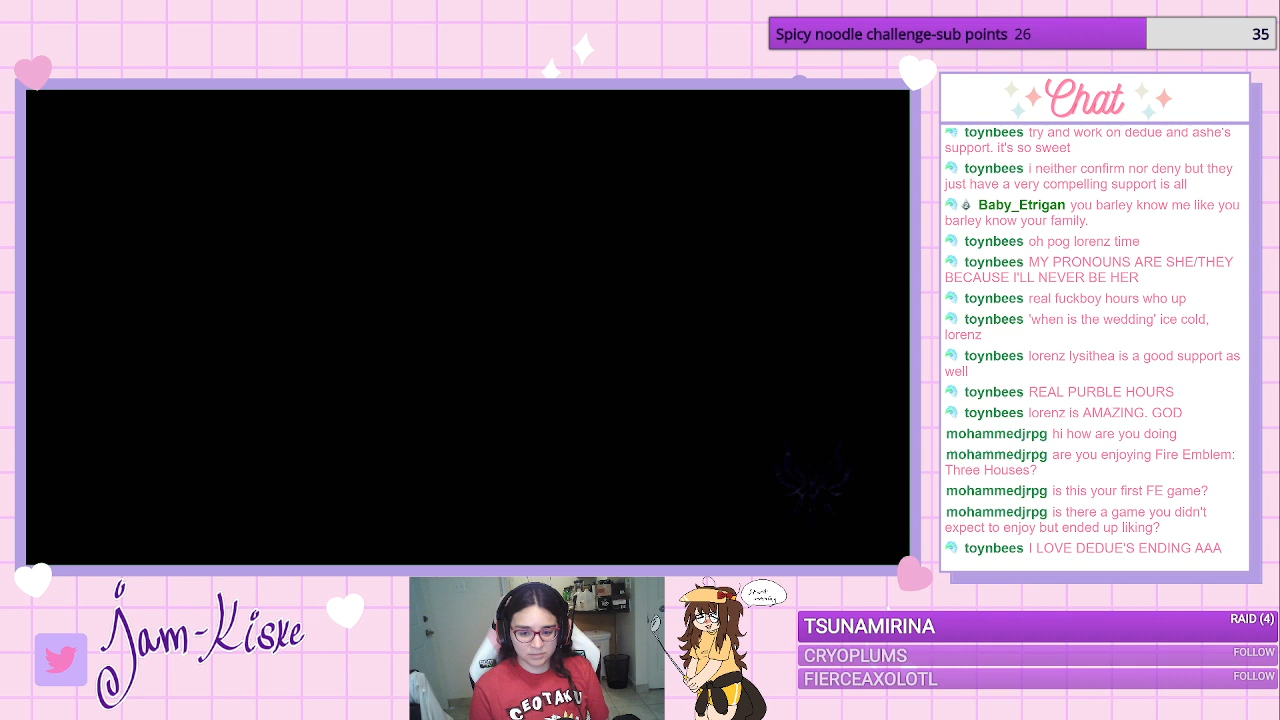 Spicy noodle challenge-sub points 26
35
Chat
toynbees try and work on dedue and ashe's
support. it's so sweet
toynbees i neither confirm nor deny but they
just have a very compelling support is all
Baby_Etrigan you barley know me like you
barley know your family.
toynbees oh pog lorenz time
toynbees MY PRONOUNS ARE SHE/THEY
BECAUSE I'LL NEVER BE HER
toynbees real fuckboy hours who up
toynbees 'when is the wedding' ice cold,
lorenz
toynbees lorenz lysithea is a good support as
well
toynbees REAL PURBLE HOURS
toynbees lorenz is AMAZING. GOD
mohammedjrpg hi how are you doing
mohammedjrpg are you enjoying Fire Emblem:
Three Houses?
mohammedjrpg is this your first FE game?
mohammedjrpg is there a game you didn't
expect to enjoy but ended up liking?
toynbees I LOVE DEDUE'S ENDING AAA
@Jam-Kiske
CEOTAKU
TSUNAMIRINA RAID (4)
CRYOPLUMS FOLLOW
FIERCEAXOLOTL FOLLOW